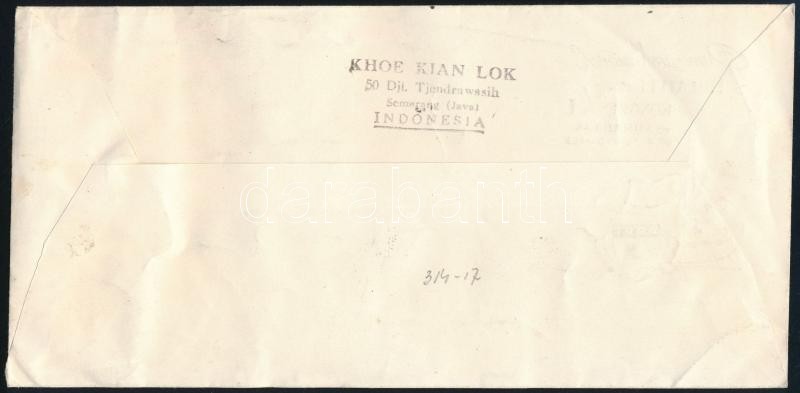 KHOE KIAN LOK
50 Djl. Tjendrawasih
Semarang (Java)
INDONESIA
darabanth
314-17